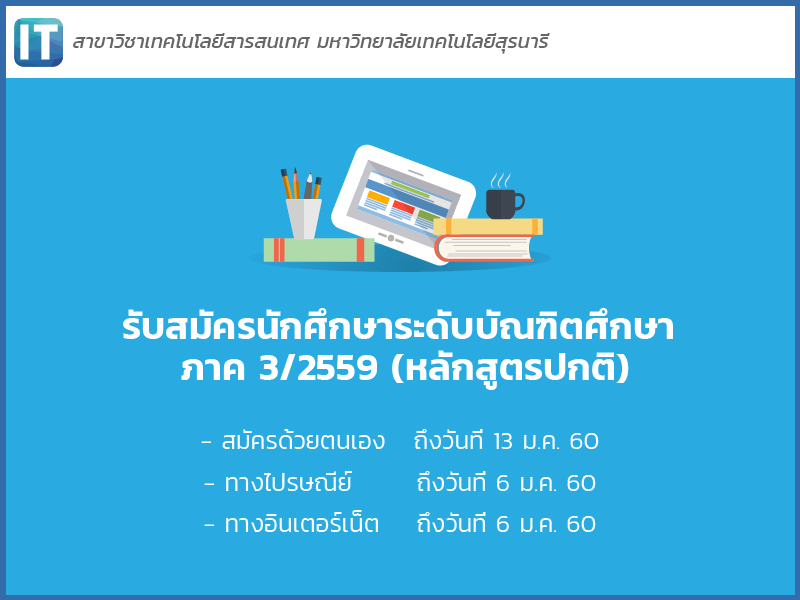 IT
สาขาวิชาเทคโนโลยีสารสนเทศ มหาวิทยาลัยเทคโนโลยีสุรนารี
รับสมัครนักศึกษาระดับบัณฑิตศึกษา
ภาค 3/2559 (หลักสูตรปกติ)
- สมัครด้วยตนเอง ถึงวันที่ 13 ม.ค. 60
- ทางไปรษณีย์ ถึงวันที่ 6 ม.ค. 60
- ทางอินเตอร์เน็ต ถึงวันที่ 6 ม.ค. 60